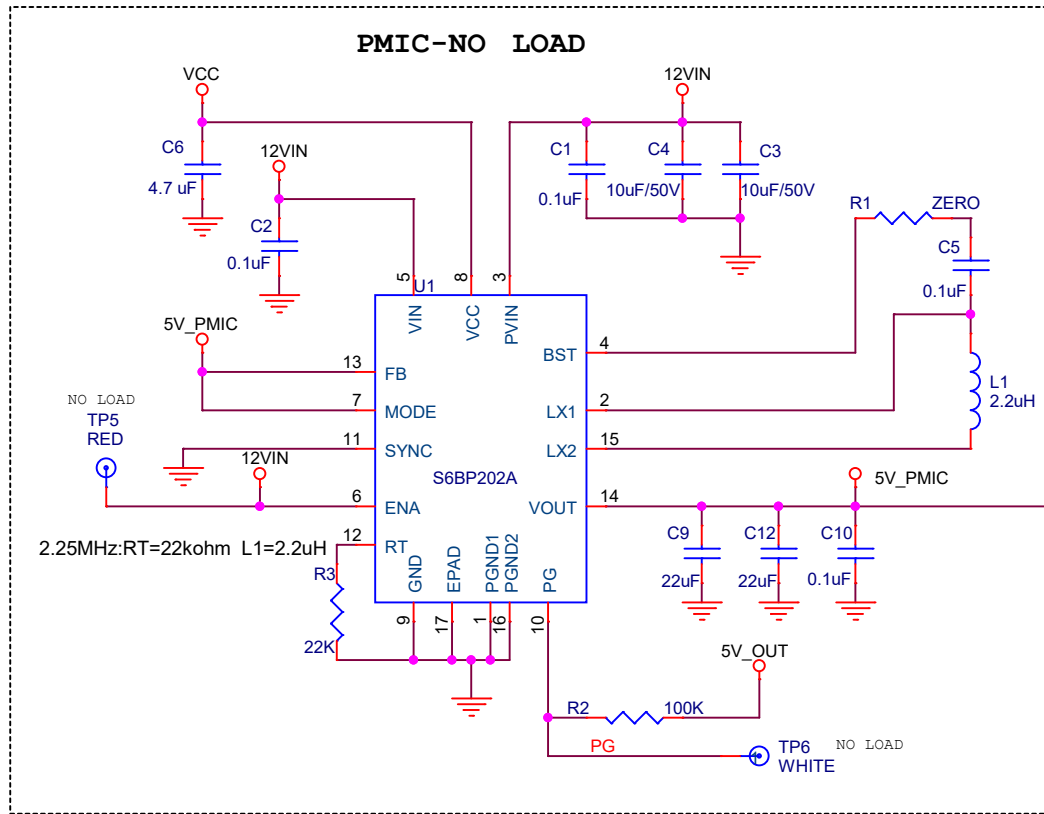 PMIC-NO LOAD
VCC
12VIN
C6
4.7 uF
12VIN
C2
0.1uF
C1
0.1uF
C4
10uF/50V
C3
10uF/50V
R1
ZERO
C5
0.1uF
5
8
3
U1
VIN
VCC
PVIN
5V_PMIC
BST
4
13
FB
L1
2.2uH
NO LOAD
TP5
RED
7
MODE
LX1
2
11
SYNC
LX2
15
12VIN
S6BP202A
5V_PMIC
6
ENA
VOUT
14
2.25MHz:RT=22kohm L1=2.2uH
12
RT
C9
22uF
C12
22uF
C10
0.1uF
R3
22K
GND
EPAD
PGND1
PGND2
PG
9
17
1
16
10
5V_OUT
R2
100K
PG
TP6
WHITE
NO LOAD